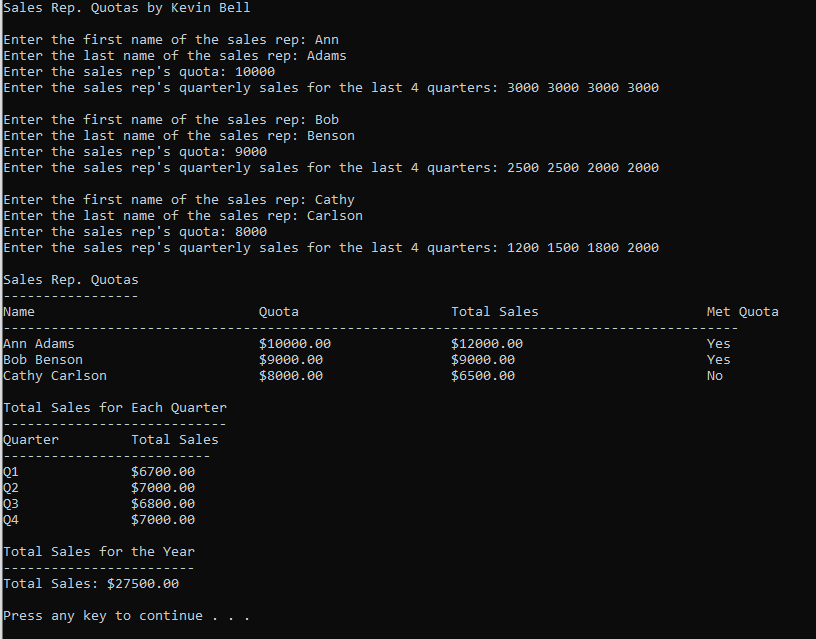 Sales Rep. Quotas by Kevin Bell
Enter the first name of the sales rep: Ann
Enter the last name of the sales rep: Adams
Enter the sales rep's quota: 10000
Enter the sales rep's quarterly sales for the last 4 quarters: 3000 3000 3000 3000
Enter the first name of the sales rep: Bob
Enter the last name of the sales rep: Benson
Enter the sales rep's quota: 9000
Enter the sales rep's quarterly sales for the last 4 quarters: 2500 2500 2000 2000
Enter the first name of the sales rep: Cathy
Enter the last name of the sales rep: Carlson
Enter the sales rep's quota: 8000
Enter the sales rep's quarterly sales for the last 4 quarters: 1200 1500 1800 2000
Sales Rep. Quotas
-----------------
Name Quota Total Sales Met Quota
--------------------------------------------------------------------------------------------
Ann Adams $10000.00 $12000.00 Yes
Bob Benson $9000.00 $9000.00 Yes
Cathy Carlson $8000.00 $6500.00 No
Total Sales for Each Quarter
----------------------------
Quarter Total Sales
--------------------------
Q1 $6700.00
Q2 $7000.00
Q3 $6800.00
Q4 $7000.00
Total Sales for the Year
------------------------
Total Sales: $27500.00
Press any key to continue . . .